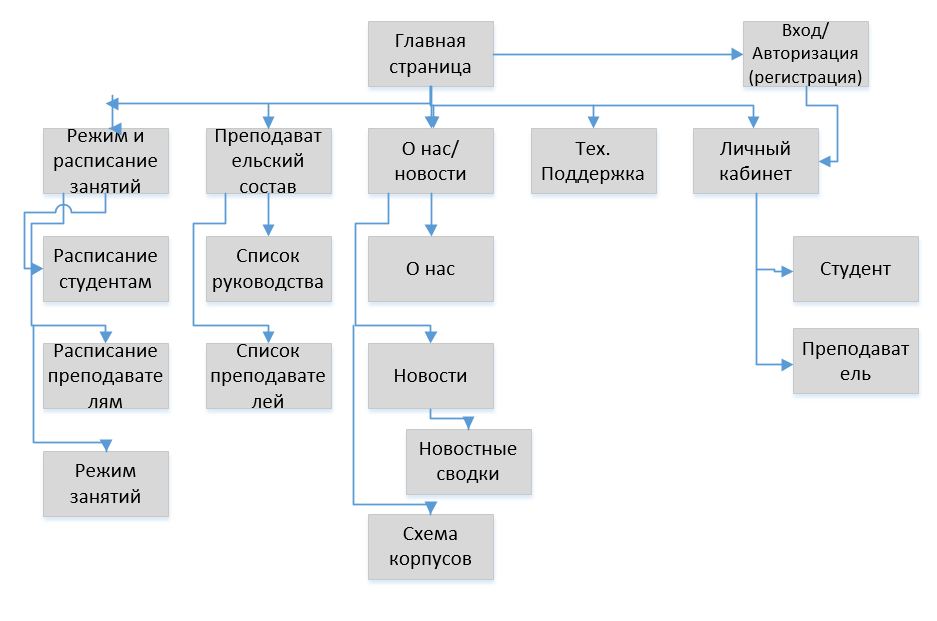 Главная
страница
Вход/
Авторизация
(регистрация)
Режим и
расписание
занятий
Преподават
ельский
состав
О нас/
новости
Тех.
Поддержка
Личный
кабинет
Расписание
студентам
Список
руководства
О нас
Студент
Расписание
преподавате
лям
Список
преподавате
лей
Новости
Преподават
ель
Новостные
сводки
Режим
занятий
Схема
корпусов